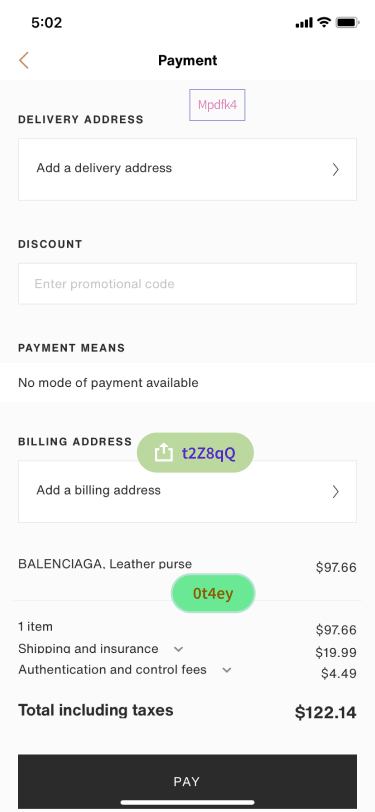 5:02
Payment
Mpdfk4
DELIVERY ADDRESS
Add a delivery address
DISCOUNT
Enter promotional code
PAYMENT MEANS
No mode of payment available
BILLING ADDRESS
t2Z8qQ
Add a billing address
BALENCIAGA, Leather purse $97.66
0t4ey
1 item $97.66
Shipping and insurance $19.99
Authentication and control fees $4.49
Total including taxes $122.14
PAY